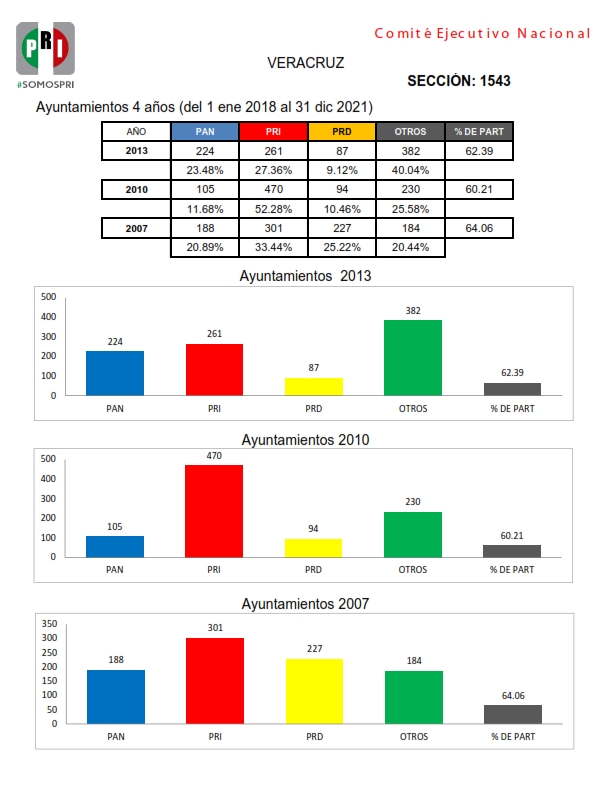 Comité Ejecutivo Nacional
PRI
#SOMOSPRI
VERACRUZ
SECCIÓN: 1543
Ayuntamientos 4 años (del 1 ene 2018 al 31 dic 2021)
AÑO PAN PRI PRD OTROS % DE PART
2013 224 261 87 382 62.39
23.48% 27.36% 9.12% 40.04%
2010 105 470 94 230 60.21
11.68% 52.28% 10.46% 25.58%
2007 188 301 227 184 64.06
20.89% 33.44% 25.22% 20.44%
Ayuntamientos 2013
500
400
300
200
100
0
224 261 87 382 62.39
PAN PRI PRD OTROS % DE PART
Ayuntamientos 2010
500
400
300
200
100
0
105 470 94 230 60.21
PAN PRI PRD OTROS % DE PART
Ayuntamientos 2007
350
300
250
200
150
100
50
0
188 301 227 184 64.06
PAN PRI PRD OTROS % DE PART